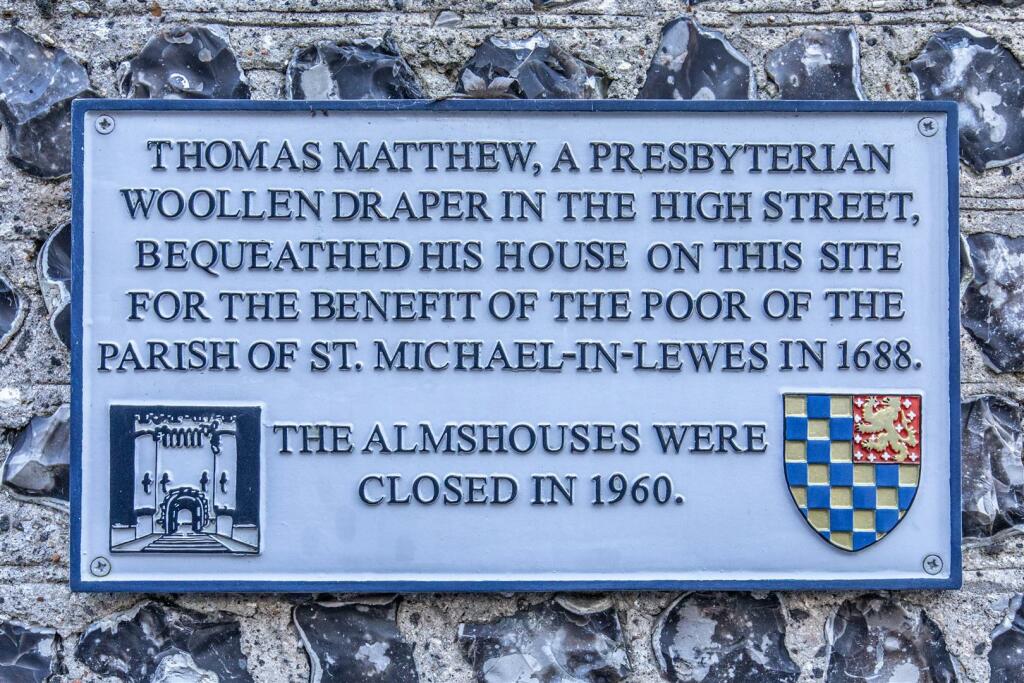 THOMAS MATTHEW, A PRESBYTERIAN
WOOLLEN DRAPER IN THE HIGH STREET,
BEQUEATHED HIS HOUSE ON THIS SITE
FOR THE BENEFIT OF THE POOR OF THE
PARISH OF ST. MICHAEL-IN-LEWES IN 1688.
THE ALMSHOUSES WERE
CLOSED IN 1960.